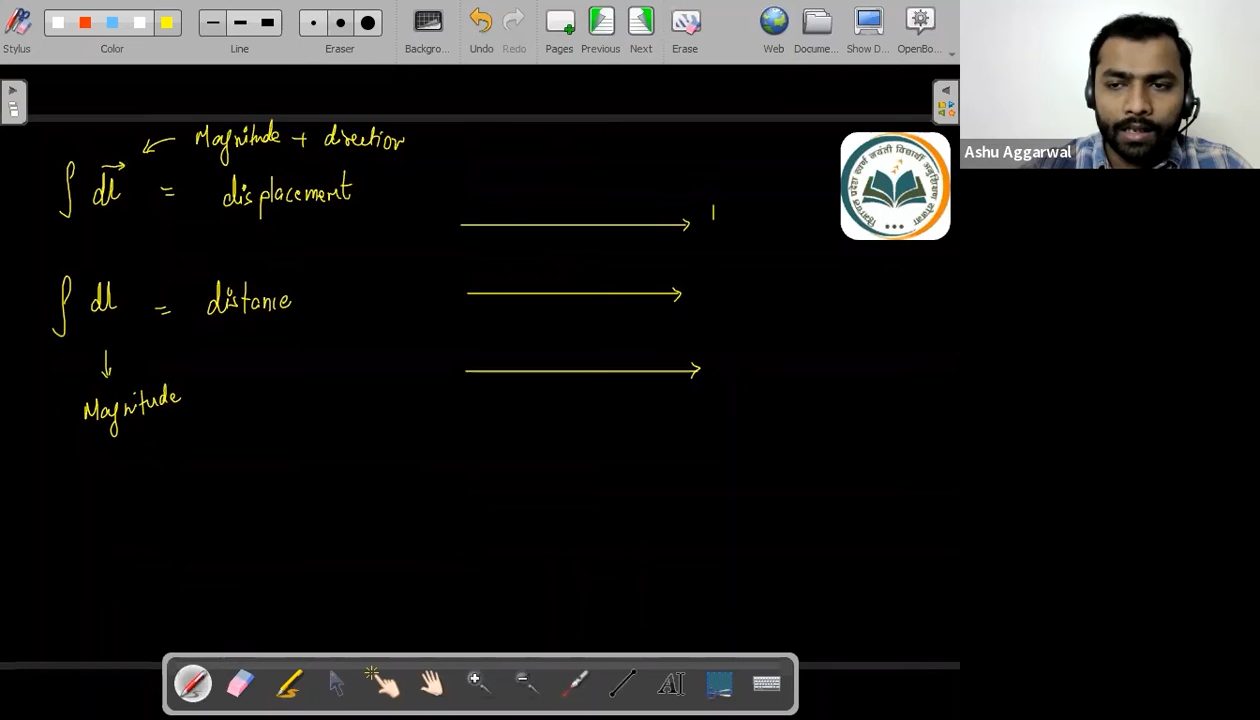 Stylus
Color
Line
Eraser
Backgro...
Undo
Redo
Pages
Previous
Next
Erase
Web
Docume...
Show D...
OpenBo...
Ashu Aggarwal
Magnitude + direction
∫ d\vec{l} = displacement
∫ dl = distance
Magnitude